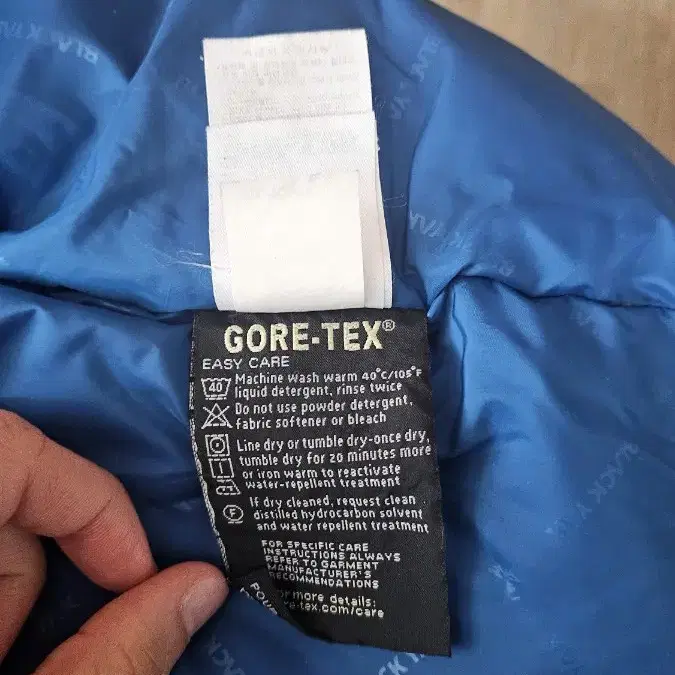 GORE-TEX®
EASY CARE
40
Machine wash warm 40°C/105°F
liquid detergent, rinse twice
Do not use powder detergent,
fabric softener or bleach
Line dry or tumble dry-once dry,
tumble dry for 20 minutes more
or iron warm to reactivate
water-repellent treatment
F
If dry cleaned, request clean
distilled hydrocarbon solvent
and water repellent treatment
FOR SPECIFIC CARE
INSTRUCTIONS ALWAYS
REFER TO GARMENT
MANUFACTURER'S
RECOMMENDATIONS
more details:
re-tex.com/care
BLACK